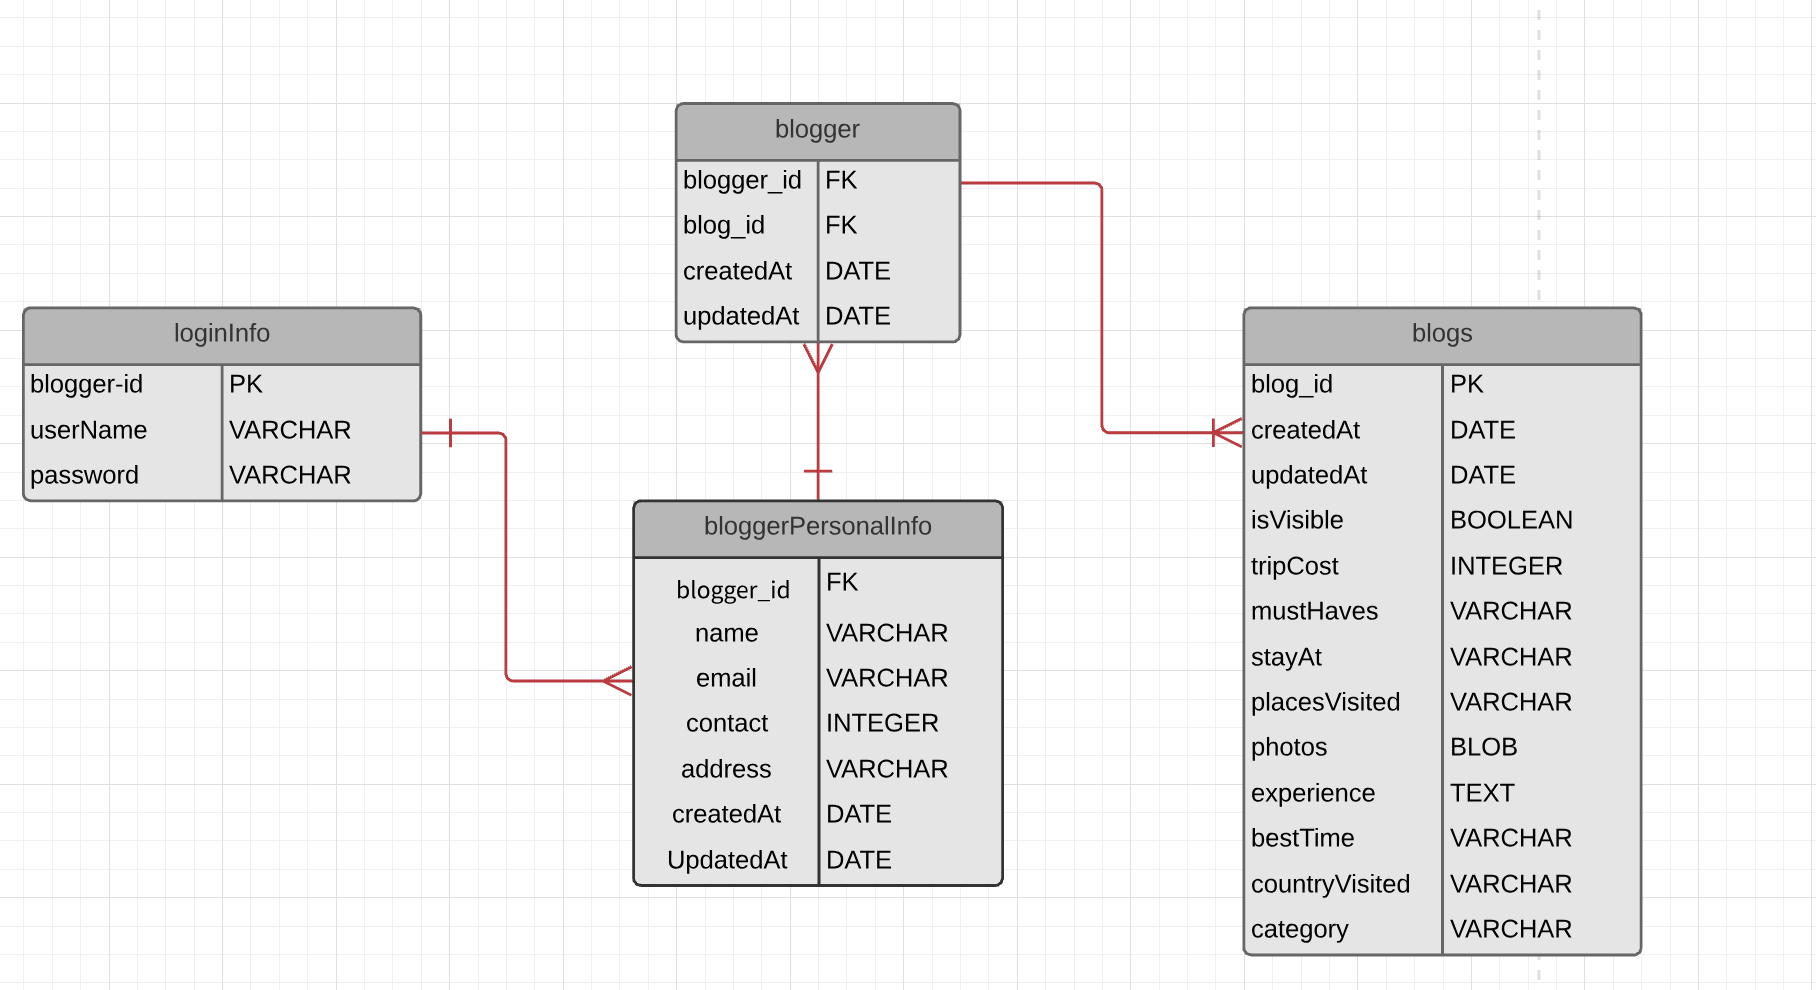 blogger
blogger_id FK
blog_id FK
createdAt DATE
updatedAt DATE
loginInfo
blogger-id PK
userName VARCHAR
password VARCHAR
bloggerPersonalInfo
blogger_id FK
name VARCHAR
email VARCHAR
contact INTEGER
address VARCHAR
createdAt DATE
UpdatedAt DATE
blogs
blog_id PK
createdAt DATE
updatedAt DATE
isVisible BOOLEAN
tripCost INTEGER
mustHaves VARCHAR
stayAt VARCHAR
placesVisited VARCHAR
photos BLOB
experience TEXT
bestTime VARCHAR
countryVisited VARCHAR
category VARCHAR